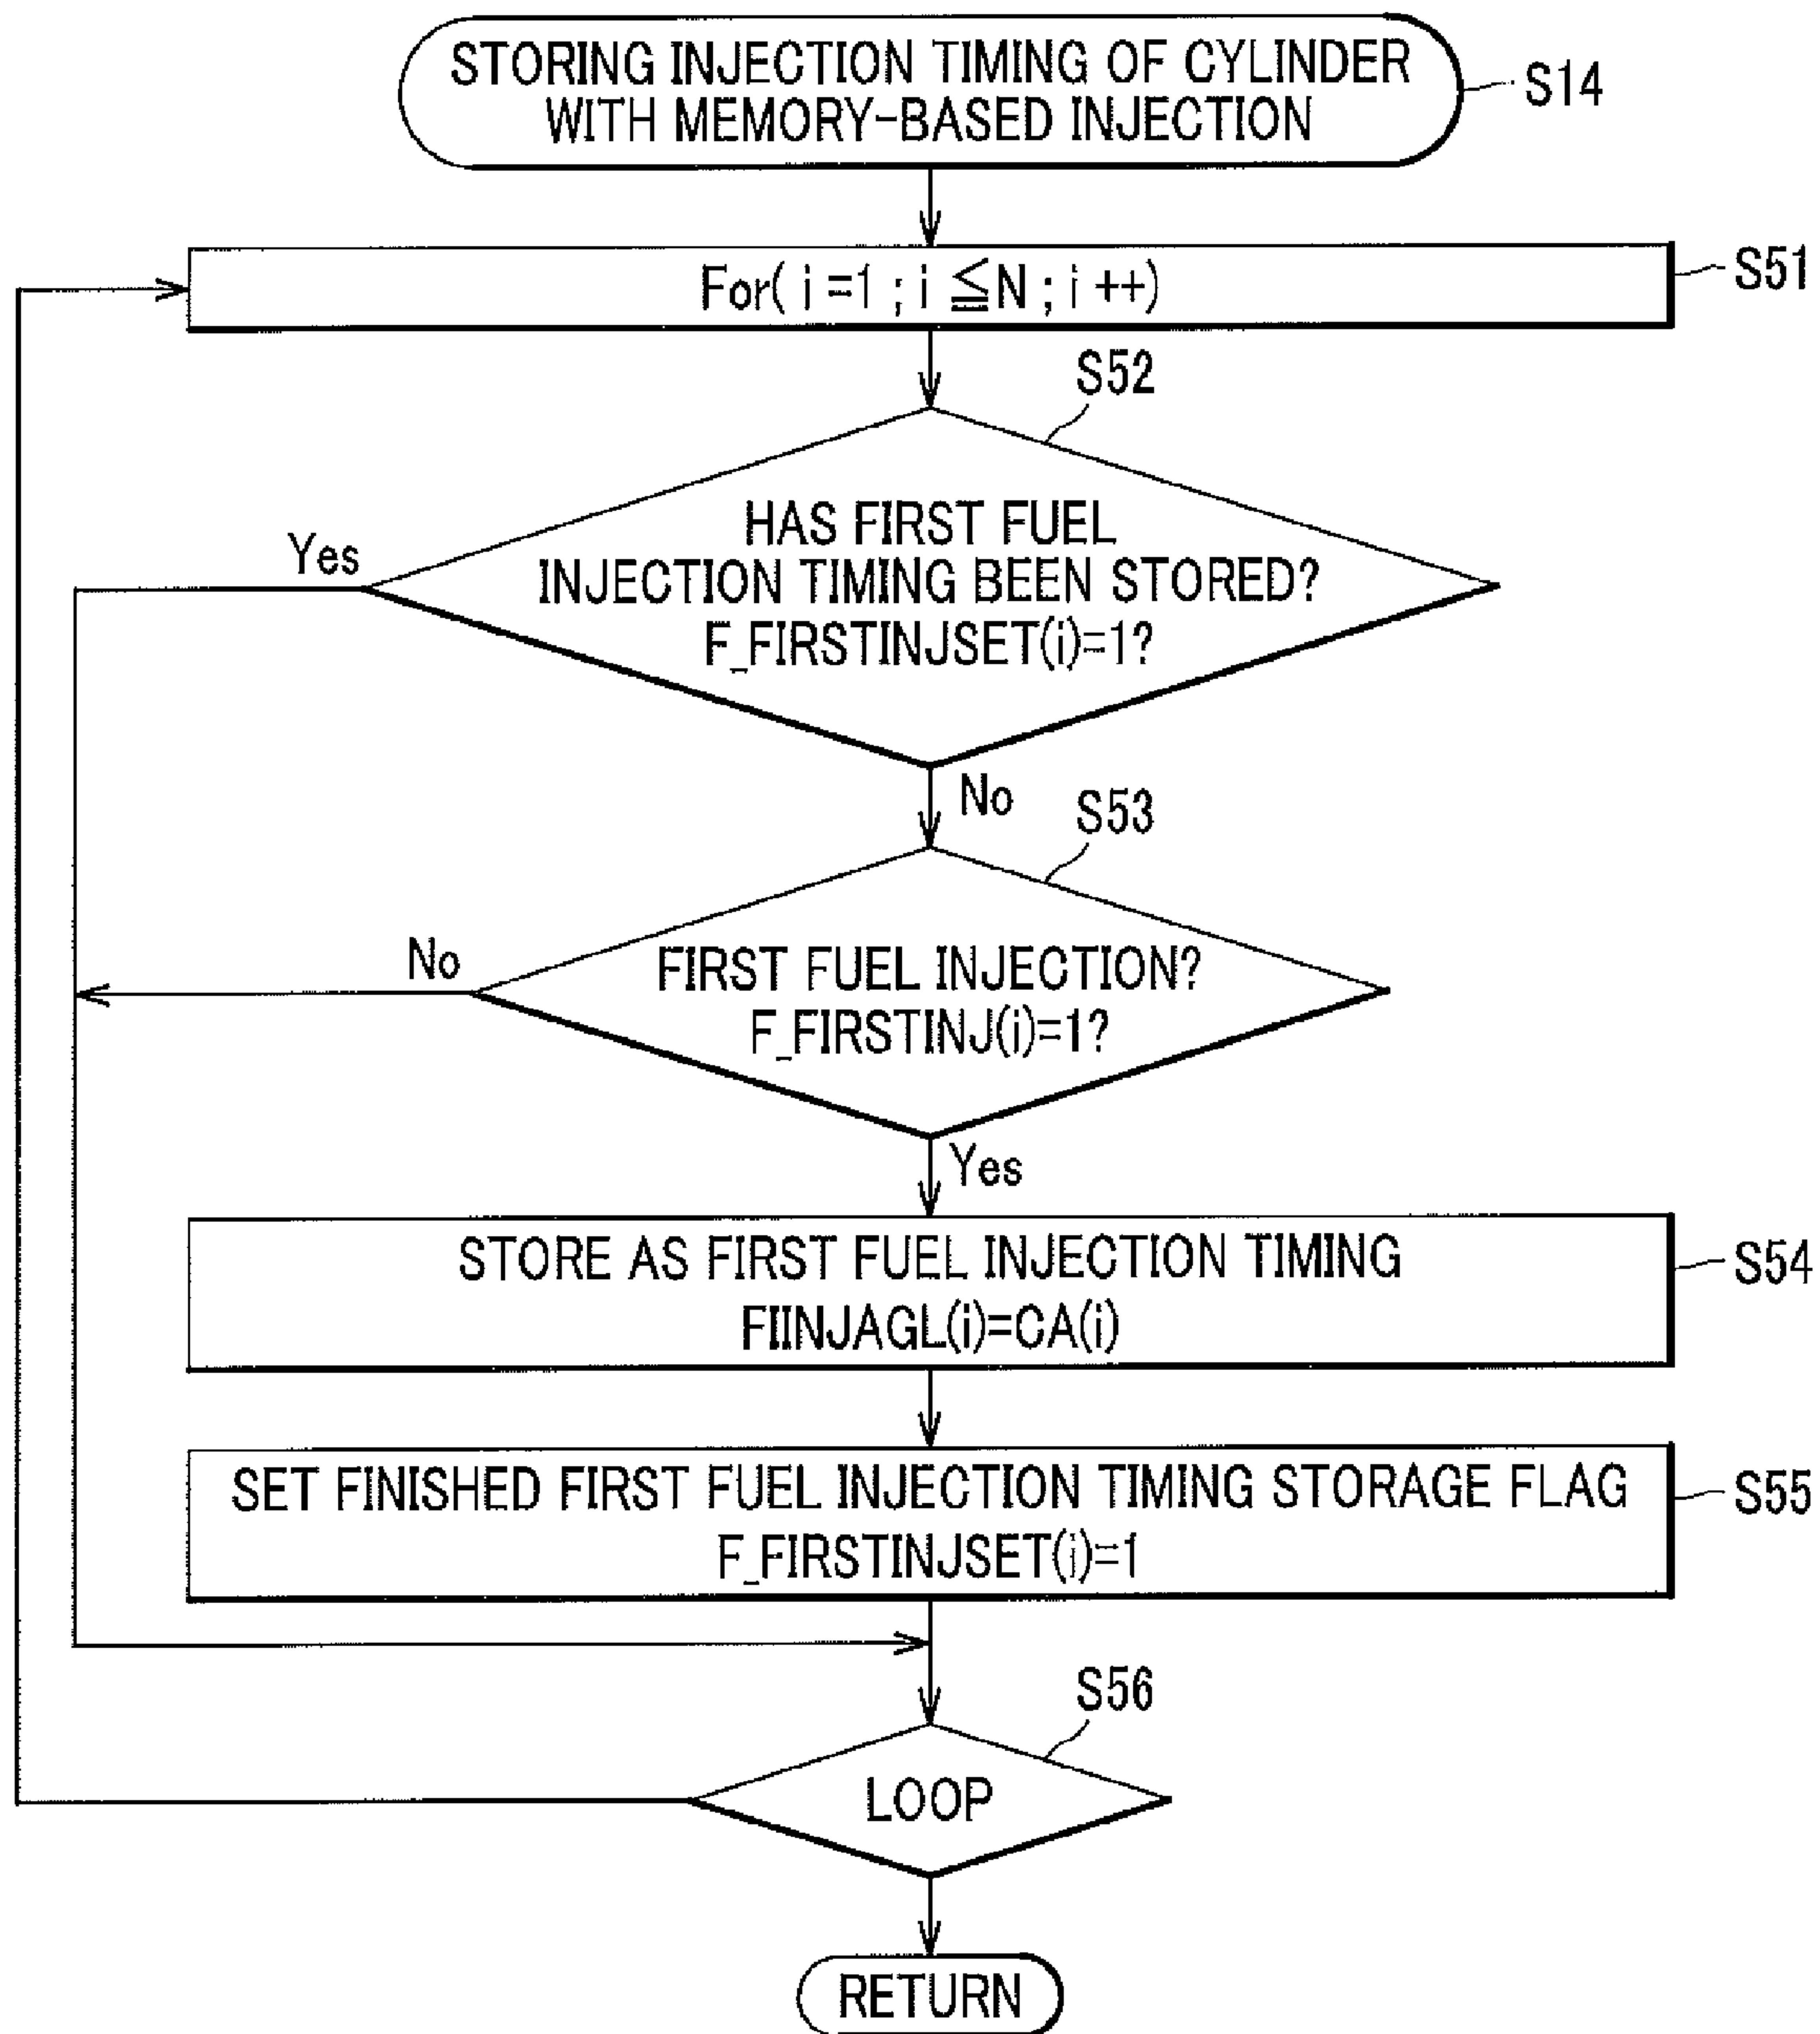 STORING INJECTION TIMING OF CYLINDER
WITH MEMORY-BASED INJECTION
S14
For( i =1 ; i ≦N ; i ++)
S51
S52
HAS FIRST FUEL
INJECTION TIMING BEEN STORED?
F_FIRSTINJSET(i)=1?
Yes
No
S53
FIRST FUEL INJECTION?
F_FIRSTINJ(i)=1?
No
Yes
STORE AS FIRST FUEL INJECTION TIMING
FIINJAGL(i)=CA(i)
S54
SET FINISHED FIRST FUEL INJECTION TIMING STORAGE FLAG
F_FIRSTINJSET(i)=1
S55
S56
LOOP
RETURN